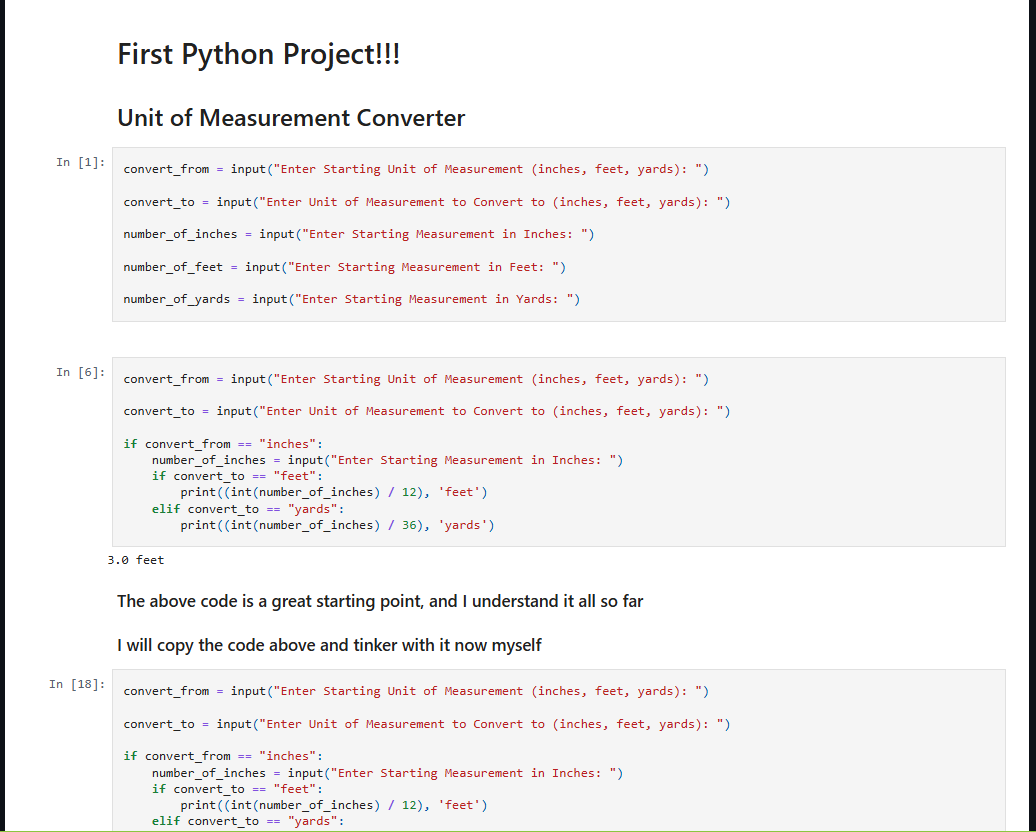 First Python Project!!!
Unit of Measurement Converter
In [1]:
convert_from = input("Enter Starting Unit of Measurement (inches, feet, yards): ")
convert_to = input("Enter Unit of Measurement to Convert to (inches, feet, yards): ")
number_of_inches = input("Enter Starting Measurement in Inches: ")
number_of_feet = input("Enter Starting Measurement in Feet: ")
number_of_yards = input("Enter Starting Measurement in Yards: ")
In [6]:
convert_from = input("Enter Starting Unit of Measurement (inches, feet, yards): ")
convert_to = input("Enter Unit of Measurement to Convert to (inches, feet, yards): ")
if convert_from == "inches":
    number_of_inches = input("Enter Starting Measurement in Inches: ")
    if convert_to == "feet":
        print((int(number_of_inches) / 12), 'feet')
    elif convert_to == "yards":
        print((int(number_of_inches) / 36), 'yards')
3.0 feet
The above code is a great starting point, and I understand it all so far
I will copy the code above and tinker with it now myself
In [18]:
convert_from = input("Enter Starting Unit of Measurement (inches, feet, yards): ")
convert_to = input("Enter Unit of Measurement to Convert to (inches, feet, yards): ")
if convert_from == "inches":
    number_of_inches = input("Enter Starting Measurement in Inches: ")
    if convert_to == "feet":
        print((int(number_of_inches) / 12), 'feet')
    elif convert_to == "yards":